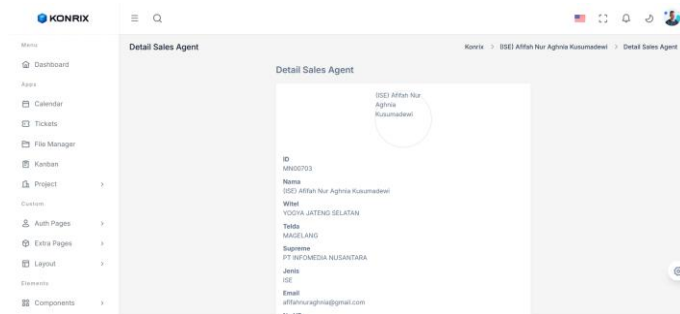 KONRIX
Menu
Dashboard
Apps
Calendar
Tickets
File Manager
Kanban
Project
Custom
Auth Pages
Extra Pages
Layout
Elements
Components
Detail Sales Agent
Konrix > (ISE) Afifah Nur Aghnia Kusumadewi > Detail Sales Agent
Detail Sales Agent
(ISE) Afifah Nur
Aghnia
Kusumadewi
ID
MN00703
Nama
(ISE) Afifah Nur Aghnia Kusumadewi
Witel
YOGYA JATENG SELATAN
Telda
MAGELANG
Supreme
PT INFOMEDIA NUSANTARA
Jenis
ISE
Email
afifahnuraghnia@gmail.com